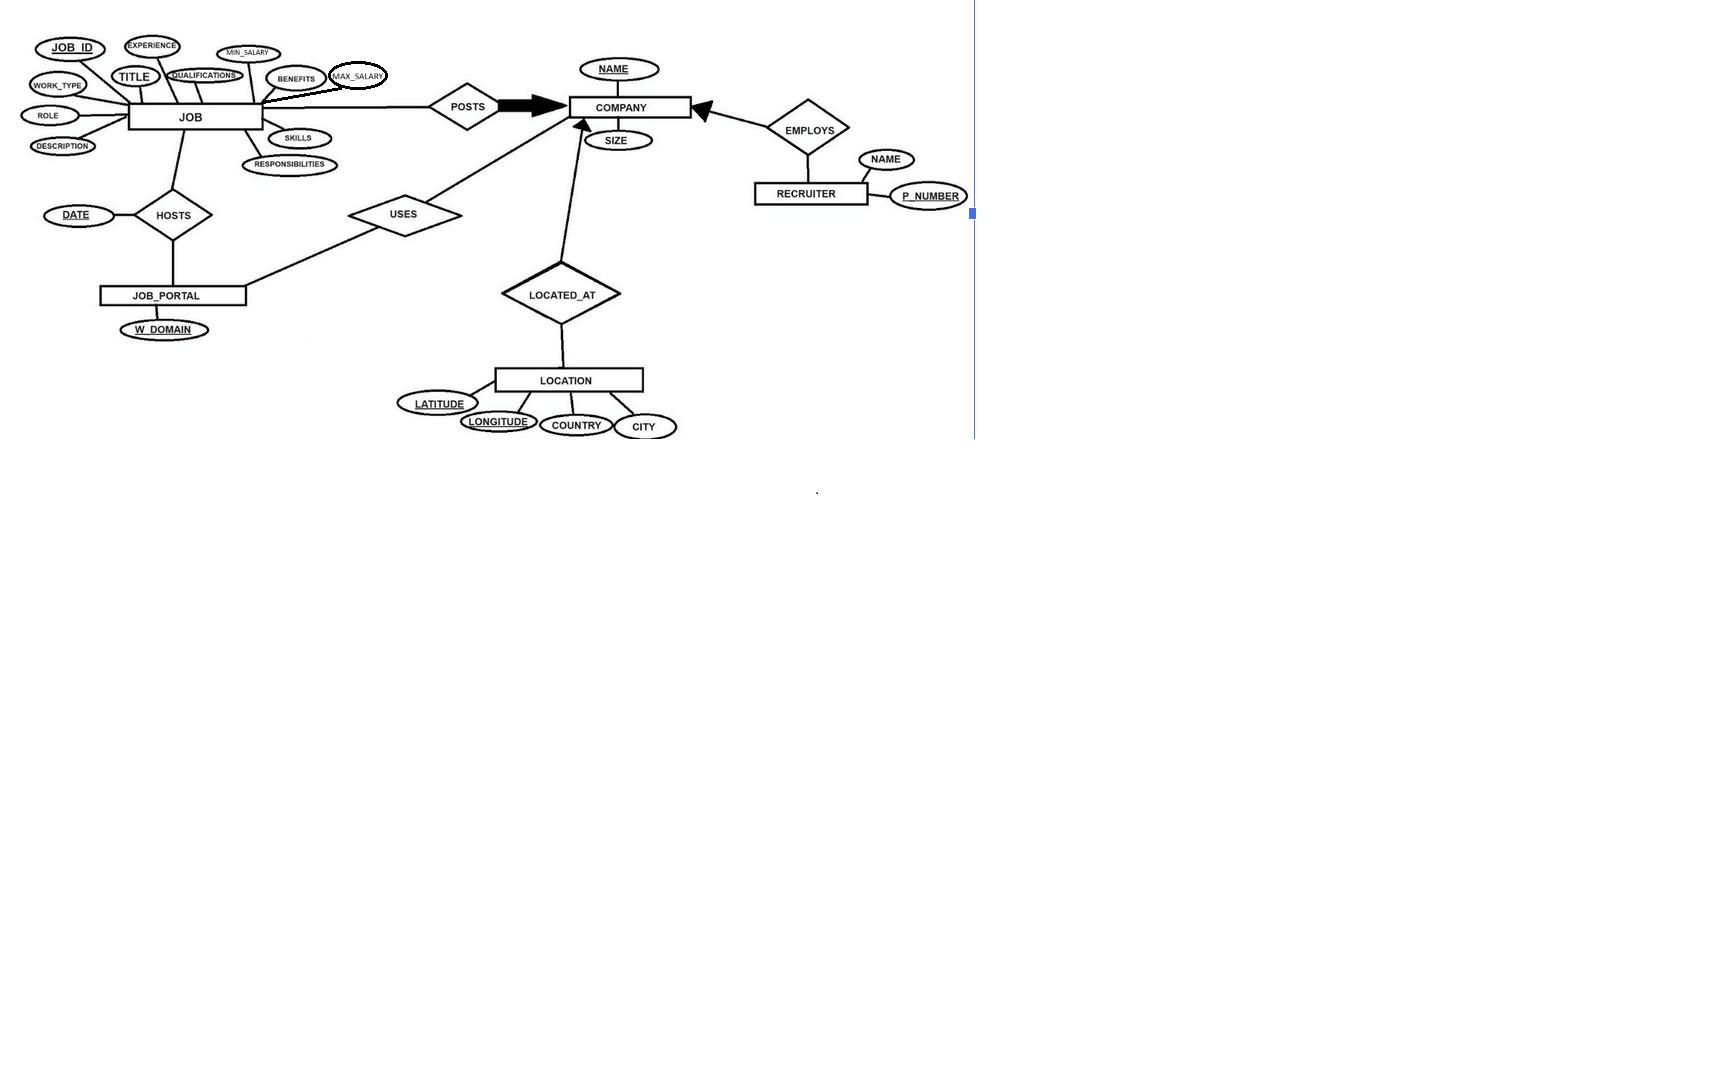 JOB_ID
EXPERIENCE
MIN_SALARY
WORK_TYPE
TITLE
QUALIFICATIONS
BENEFITS
MAX_SALARY
ROLE
JOB
DESCRIPTION
SKILLS
RESPONSIBILITIES
POSTS
NAME
COMPANY
SIZE
EMPLOYS
NAME
RECRUITER
P_NUMBER
DATE
HOSTS
USES
JOB_PORTAL
W_DOMAIN
LOCATED_AT
LOCATION
LATITUDE
LONGITUDE
COUNTRY
CITY